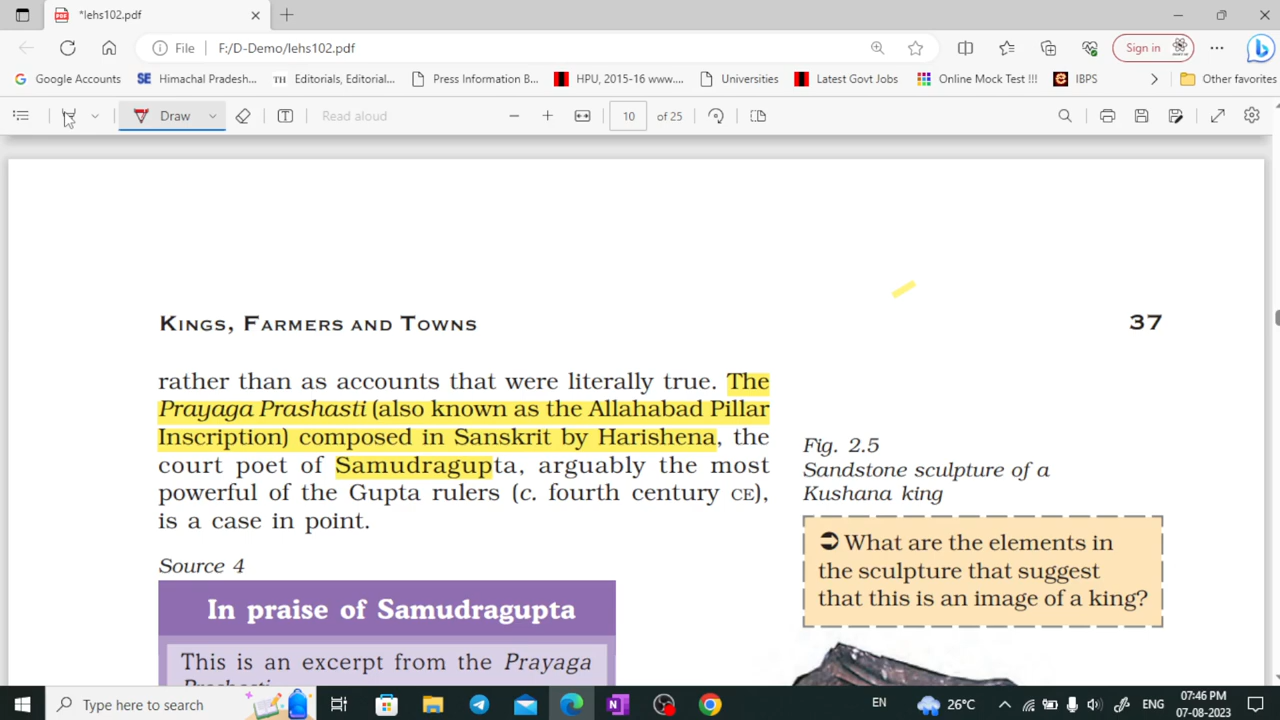 *lehs102.pdf
File F:/D-Demo/lehs102.pdf
Sign in
Google Accounts
SE Himachal Pradesh...
TH Editorials, Editorial...
Press Information B...
HPU, 2015-16 www....
Universities
Latest Govt Jobs
Online Mock Test !!!
IBPS
Other favorites
Draw
Read aloud
10 of 25
KINGS, FARMERS AND TOWNS
37
rather than as accounts that were literally true. The
Prayaga Prashasti (also known as the Allahabad Pillar
Inscription) composed in Sanskrit by Harishena, the
court poet of Samudragupta, arguably the most
powerful of the Gupta rulers (c. fourth century CE),
is a case in point.
Source 4
In praise of Samudragupta
This is an excerpt from the Prayaga
Prashasti
Fig. 2.5
Sandstone sculpture of a
Kushana king
What are the elements in
the sculpture that suggest
that this is an image of a king?
Type here to search
EN
26°C
ENG
07:46 PM
07-08-2023